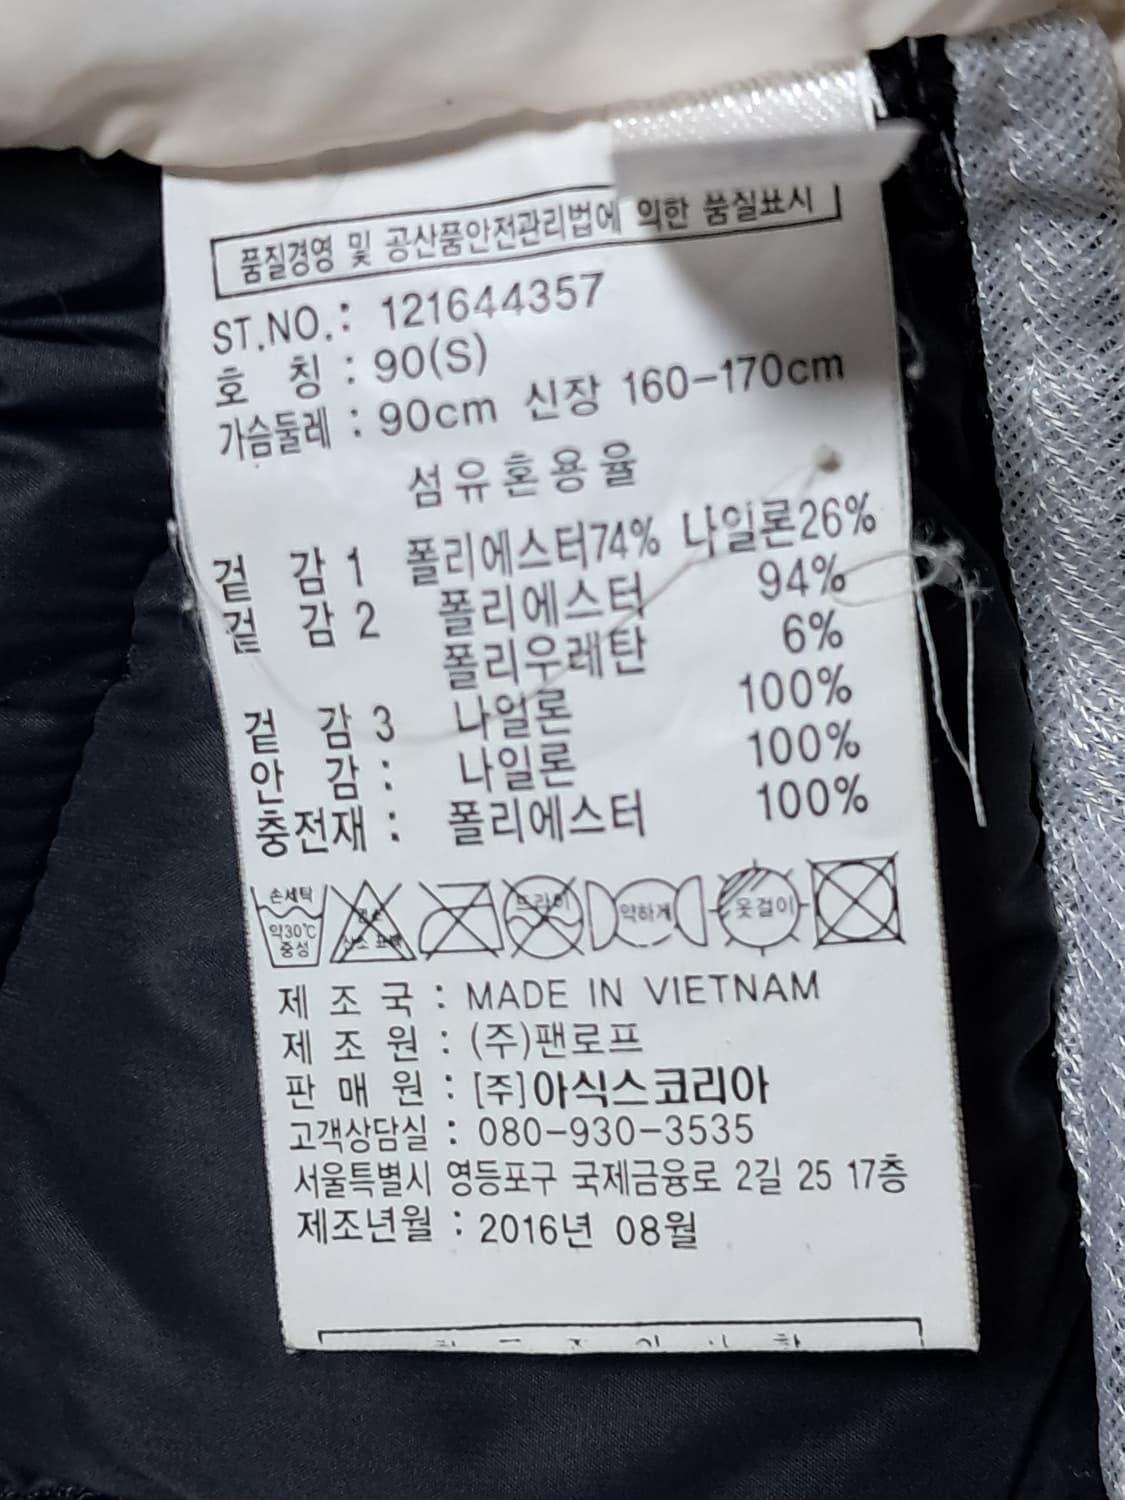 품질경영 및 공산품안전관리법에 의한 품질표시
ST.NO.: 121644357
호 칭 : 90(S)
가슴둘레 : 90cm 신장 160-170cm
섬유혼용율
겉 감 1 폴리에스터74% 나일론26%
겉 감 2 폴리에스터 94%
폴리우레탄 6%
겉 감 3 나일론 100%
안 감 : 나일론 100%
충전재 : 폴리에스터 100%
손세탁 약30℃ 중성 염소 산소 표백 드라이 약하게 옷걸이
제 조 국 : MADE IN VIETNAM
제 조 원 : (주)팬로프
판 매 원 : [주]아식스코리아
고객상담실 : 080-930-3535
서울특별시 영등포구 국제금융로 2길 25 17층
제조년월 : 2016년 08월